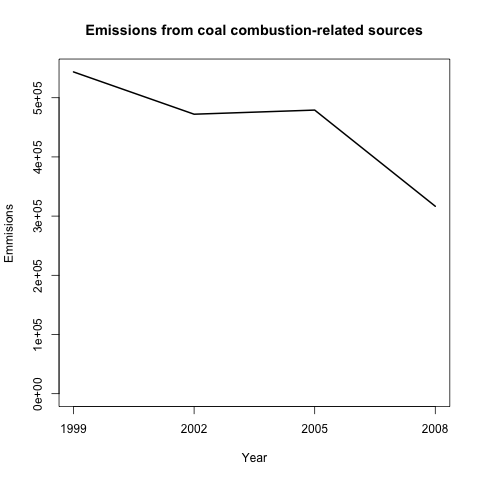 Emissions from coal combustion-related sources
5e+05
4e+05
3e+05
2e+05
1e+05
0e+00
Emmisions
1999 2002 2005 2008
Year